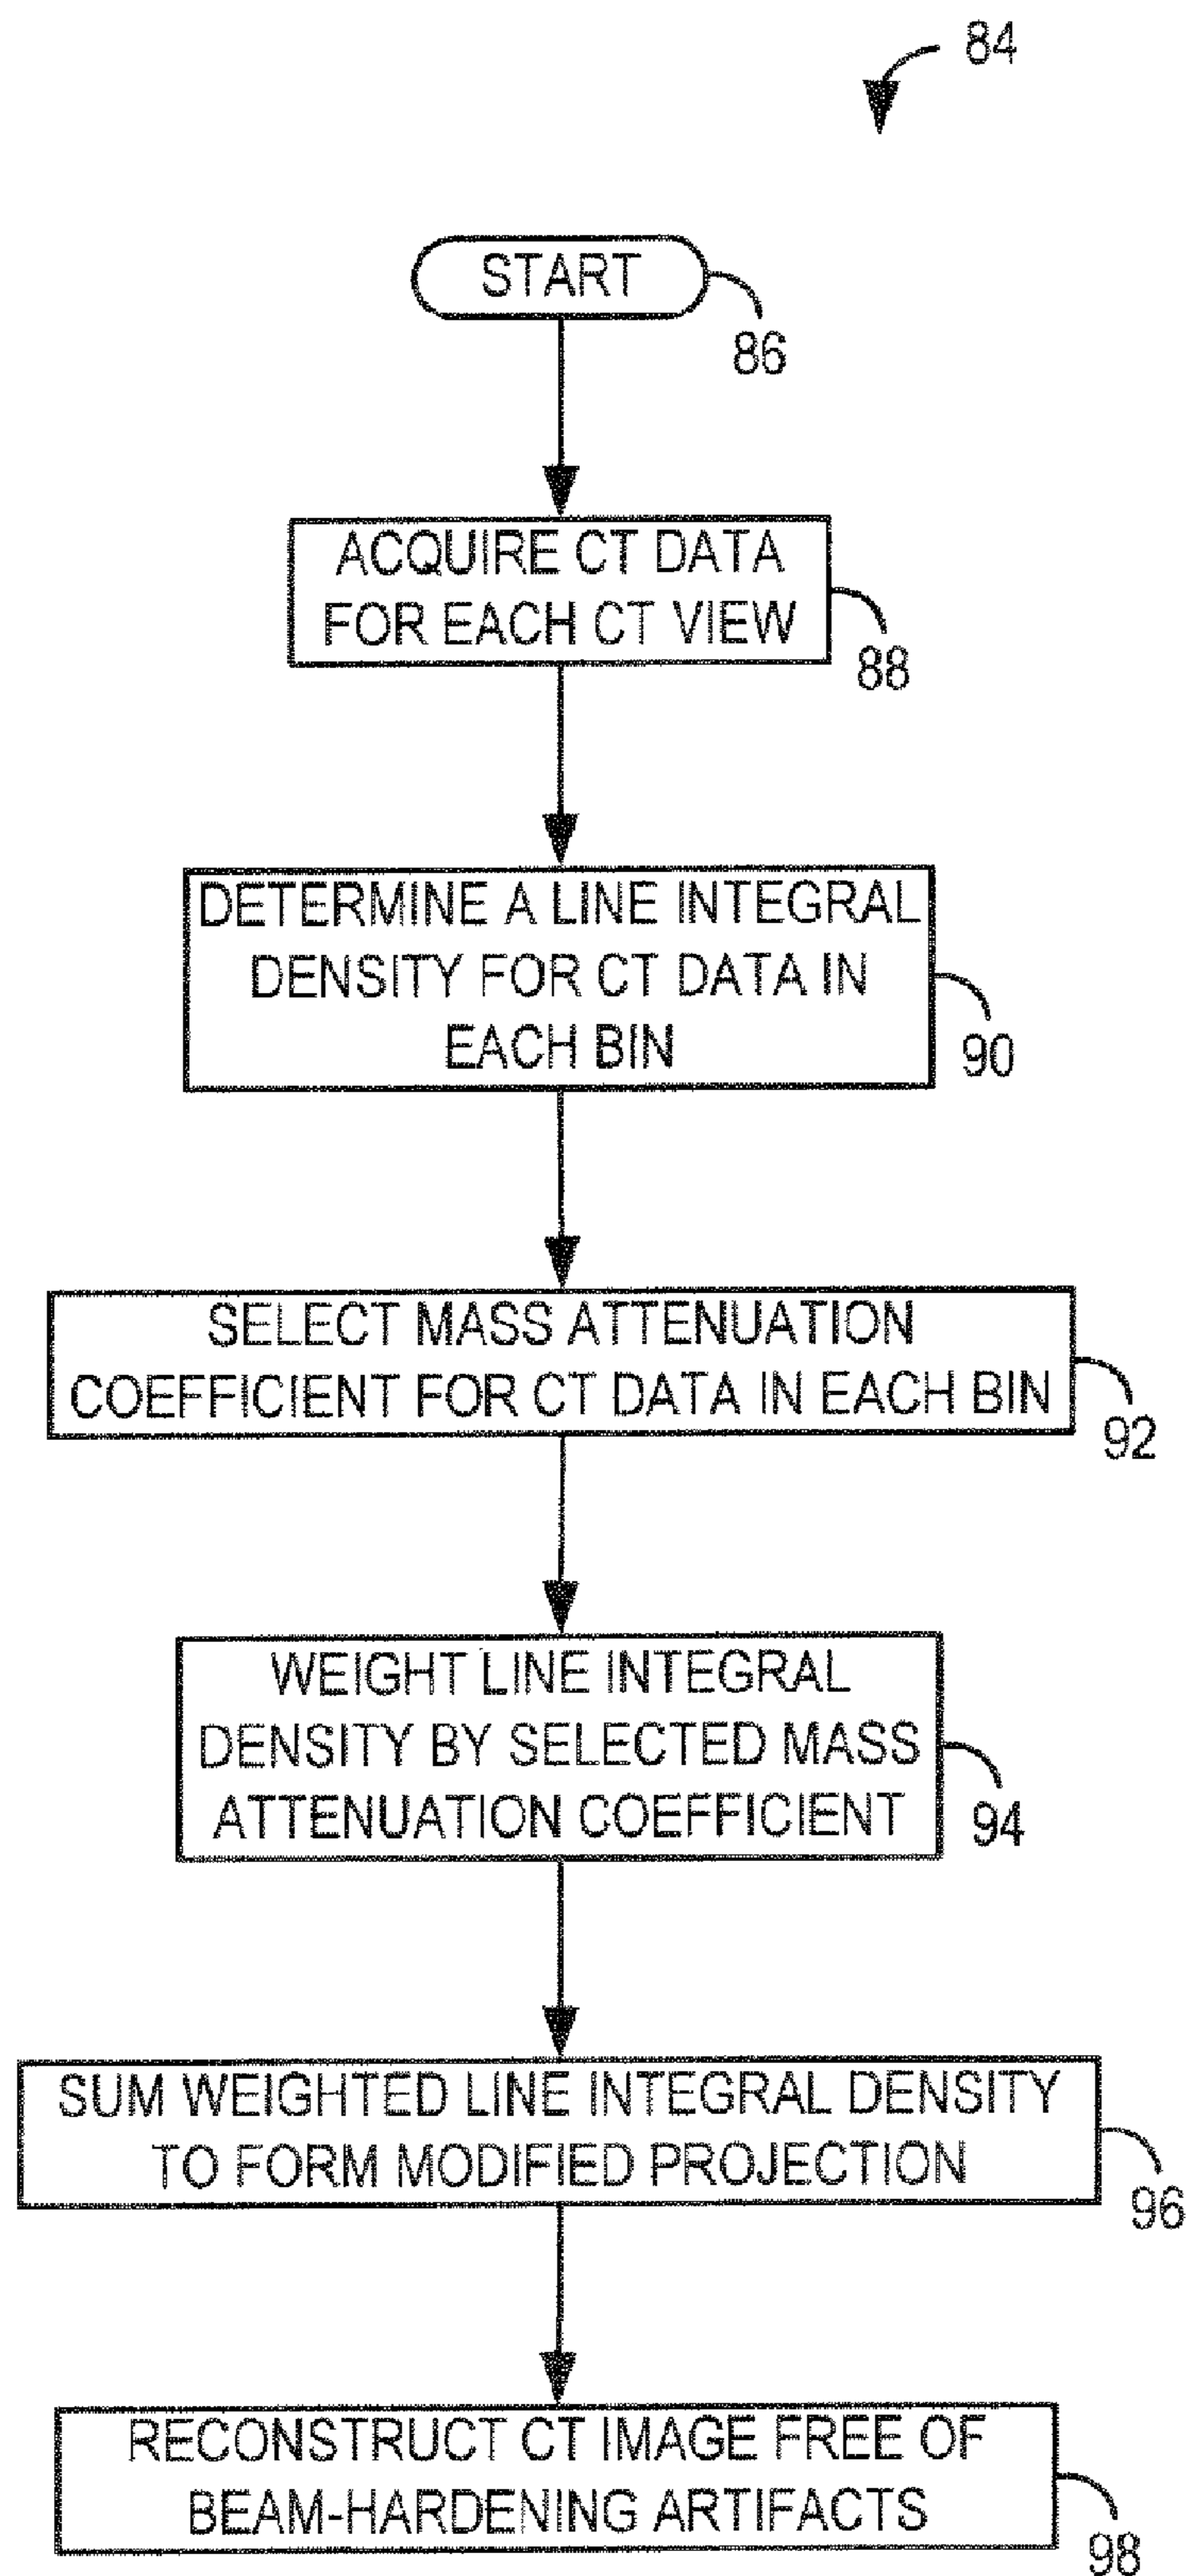 84
START
86
ACQUIRE CT DATA
FOR EACH CT VIEW
88
DETERMINE A LINE INTEGRAL
DENSITY FOR CT DATA IN
EACH BIN
90
SELECT MASS ATTENUATION
COEFFICIENT FOR CT DATA IN EACH BIN
92
WEIGHT LINE INTEGRAL
DENSITY BY SELECTED MASS
ATTENUATION COEFFICIENT
94
SUM WEIGHTED LINE INTEGRAL DENSITY
TO FORM MODIFIED PROJECTION
96
RECONSTRUCT CT IMAGE FREE OF
BEAM-HARDENING ARTIFACTS
98